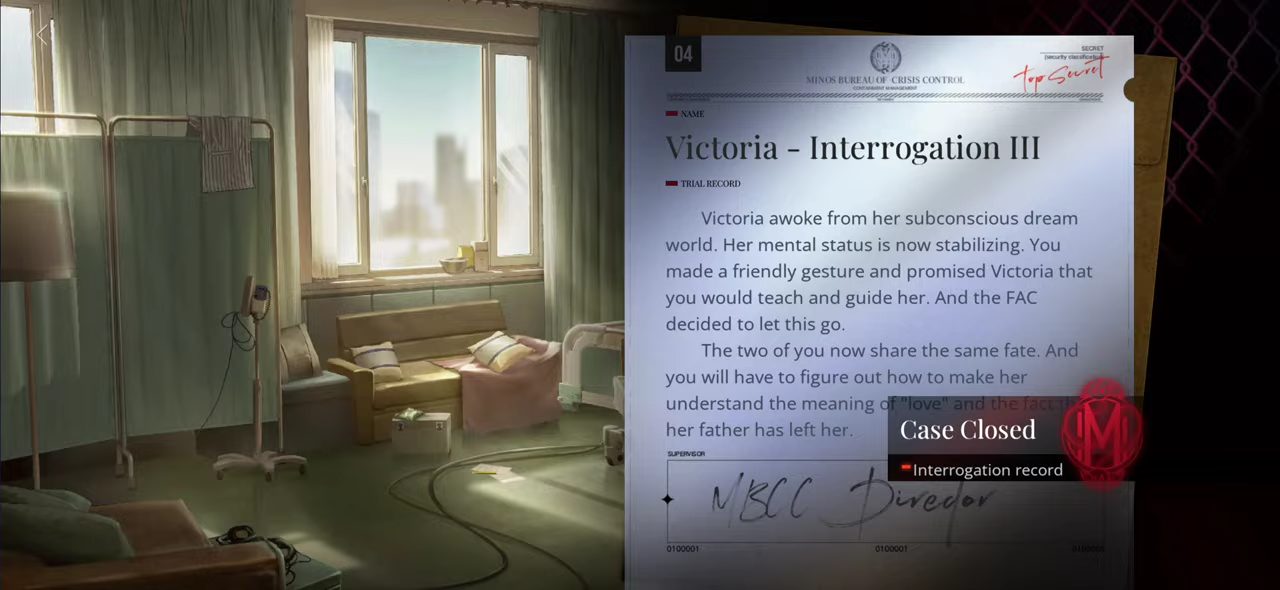 04
SECRET
(security classification)
top Secret
MINOS BUREAU OF CRISIS CONTROL
CONTAINMENT MANAGEMENT
NAME
Victoria - Interrogation III
TRIAL RECORD
Victoria awoke from her subconscious dream
world. Her mental status is now stabilizing. You
made a friendly gesture and promised Victoria that
you would teach and guide her. And the FAC
decided to let this go.
The two of you now share the same fate. And
you will have to figure out how to make her
understand the meaning of "love" and the fact
her father has left her.
Case Closed
Interrogation record
SUPERVISOR
MBCC Director
0100001
0100001